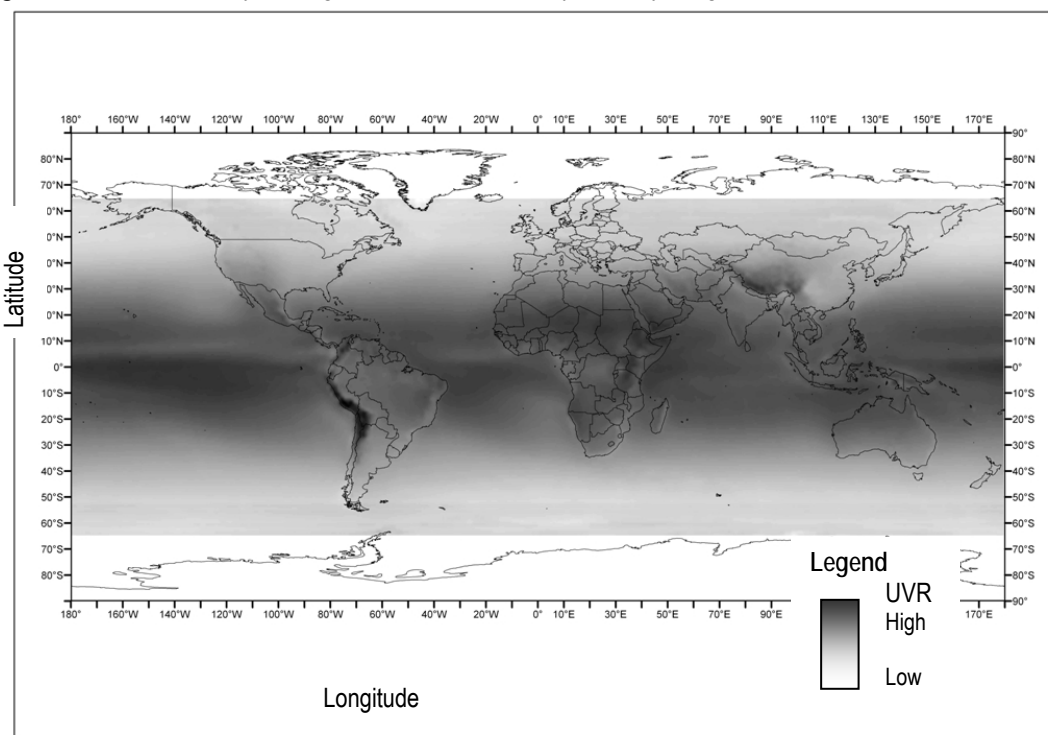 180° 160°W 140°W 120°W 100°W 80°W 60°W 40°W 20°W 0° 10°E 30°E 50°E 70°E 90°E 110°E 130°E 150°E 170°E
90°
80°N 80°N
70°N 70°N
0°N 60°N
0°N 50°N
0°N 40°N
0°N 30°N
0°N 20°N
10°N 10°N
0° 0°
10°S 10°S
20°S 20°S
30°S 30°S
40°S 40°S
50°S 50°S
60°S 60°S
70°S 70°S
80°S 80°S
90°
180 160°W 140°W 120°W 100°W 80°W 60°W 40°W 20°W 0° 10°E 30°E 50°E 70°E 90°E 170°E
Latitude
Longitude
Legend
UVR
High
Low